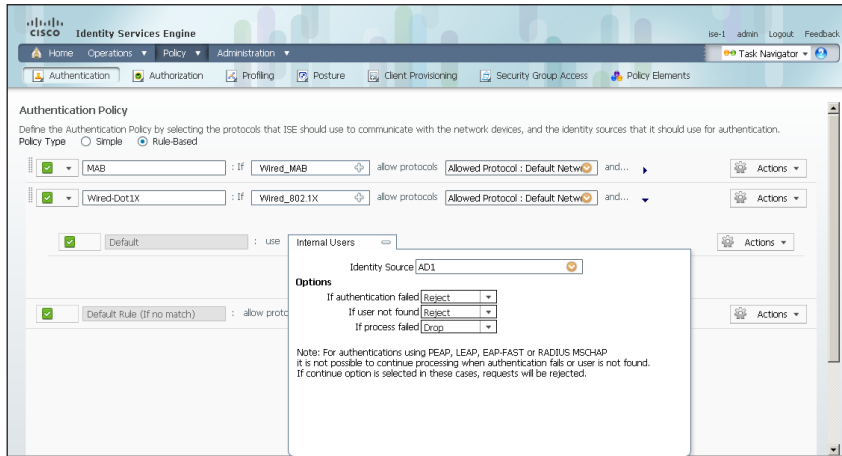 CISCO Identity Services Engine
ise-1 admin Logout Feedback
Home Operations Policy Administration
Task Navigator
Authentication Authorization Profiling Posture Client Provisioning Security Group Access Policy Elements
Authentication Policy
Define the Authentication Policy by selecting the protocols that ISE should use to communicate with the network devices, and the identity sources that it should use for authentication.
Policy Type Simple Rule-Based
MAB : If Wired_MAB allow protocols Allowed Protocol : Default Netw and... Actions
Wired-Dot1X : If Wired_802.1X allow protocols Allowed Protocol : Default Netw and... Actions
Default : use Internal Users Actions
Identity Source AD1
Options
If authentication failed Reject
If user not found Reject
If process failed Drop
Default Rule (If no match) : allow proto Actions
Note: For authentications using PEAP, LEAP, EAP-FAST or RADIUS MSCHAP
it is not possible to continue processing when authentication fails or user is not found.
If continue option is selected in these cases, requests will be rejected.